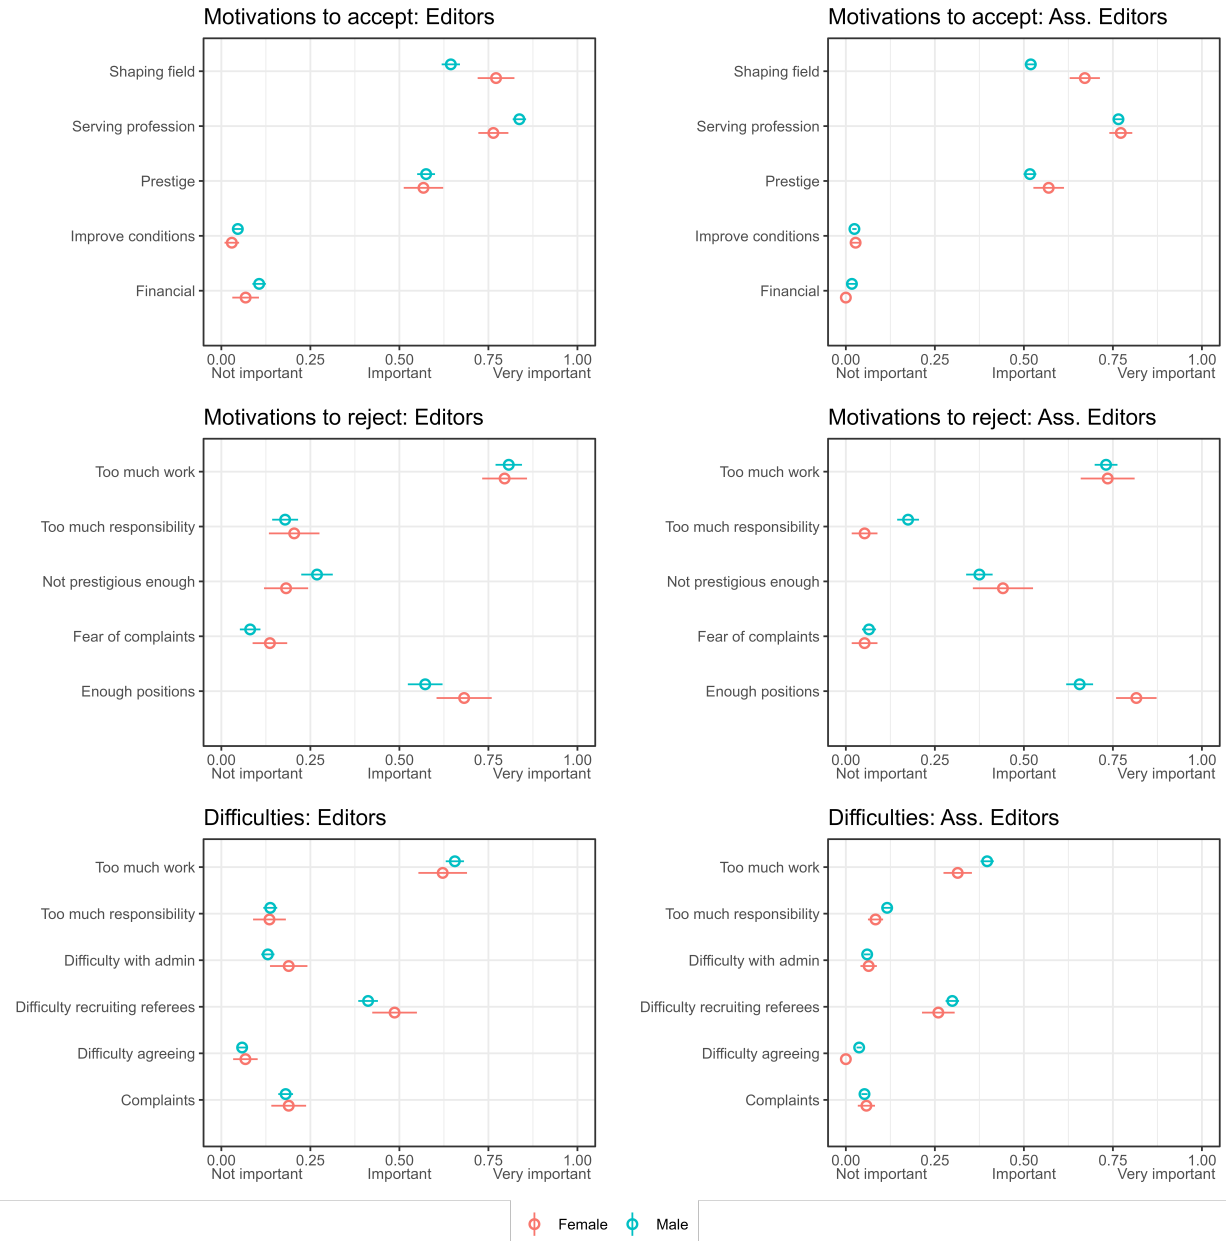 Motivations to accept: Editors
Shaping field
Serving profession
Prestige
Improve conditions
Financial
0.00 0.25 0.50 0.75 1.00
Not important Important Very important
Motivations to accept: Ass. Editors
Shaping field
Serving profession
Prestige
Improve conditions
Financial
0.00 0.25 0.50 0.75 1.00
Not important Important Very important
Motivations to reject: Editors
Too much work
Too much responsibility
Not prestigious enough
Fear of complaints
Enough positions
0.00 0.25 0.50 0.75 1.00
Not important Important Very important
Motivations to reject: Ass. Editors
Too much work
Too much responsibility
Not prestigious enough
Fear of complaints
Enough positions
0.00 0.25 0.50 0.75 1.00
Not important Important Very important
Difficulties: Editors
Too much work
Too much responsibility
Difficulty with admin
Difficulty recruiting referees
Difficulty agreeing
Complaints
0.00 0.25 0.50 0.75 1.00
Not important Important Very important
Difficulties: Ass. Editors
Too much work
Too much responsibility
Difficulty with admin
Difficulty recruiting referees
Difficulty agreeing
Complaints
0.00 0.25 0.50 0.75 1.00
Not important Important Very important
Female Male